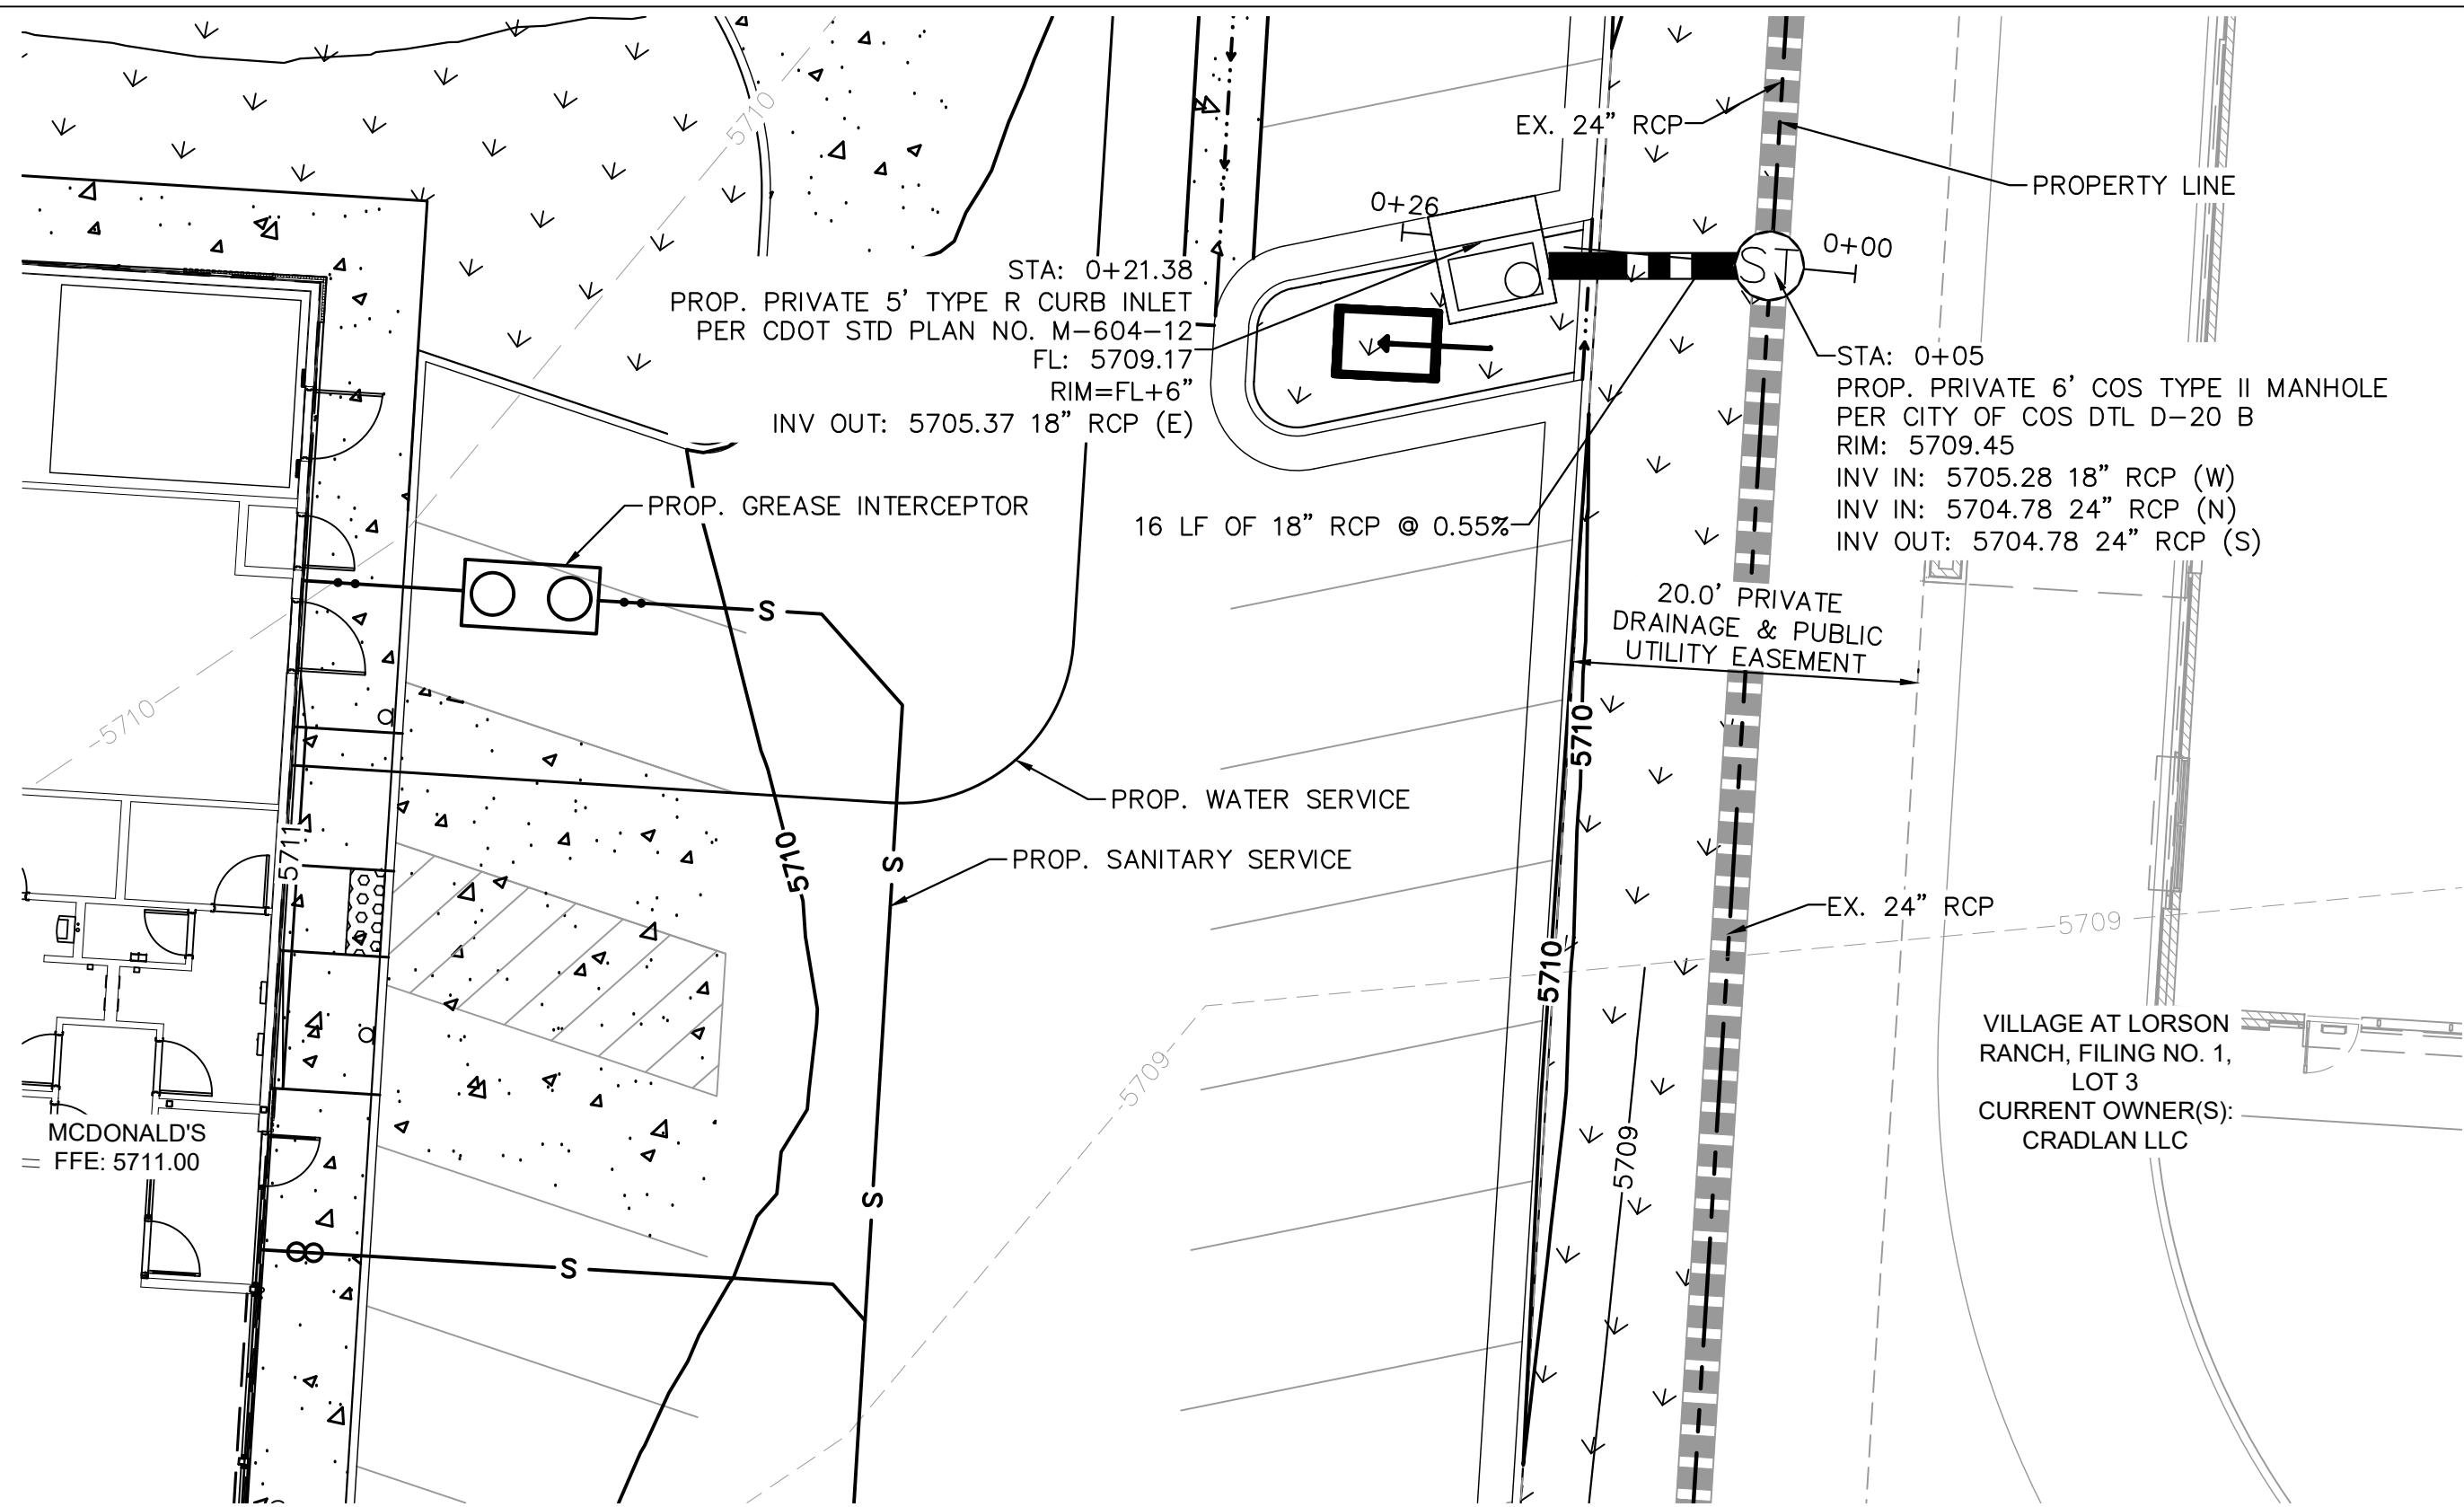 5710
EX. 24” RCP
PROPERTY LINE
0+26
ST
0+00
STA: 0+21.38
PROP. PRIVATE 5’ TYPE R CURB INLET
PER CDOT STD PLAN NO. M-604-12
FL: 5709.17
RIM=FL+6”
INV OUT: 5705.37 18” RCP (E)
STA: 0+05
PROP. PRIVATE 6’ COS TYPE II MANHOLE
PER CITY OF COS DTL D-20 B
RIM: 5709.45
INV IN: 5705.28 18” RCP (W)
INV IN: 5704.78 24” RCP (N)
INV OUT: 5704.78 24” RCP (S)
PROP. GREASE INTERCEPTOR
16 LF OF 18” RCP @ 0.55%
S
20.0’ PRIVATE
DRAINAGE & PUBLIC
UTILITY EASEMENT
5710
5710
PROP. WATER SERVICE
5711
5710
S
PROP. SANITARY SERVICE
EX. 24” RCP
5709
5710
5709
5709
VILLAGE AT LORSON
RANCH, FILING NO. 1,
LOT 3
CURRENT OWNER(S):
CRADLAN LLC
MCDONALD'S
FFE: 5711.00
S
S